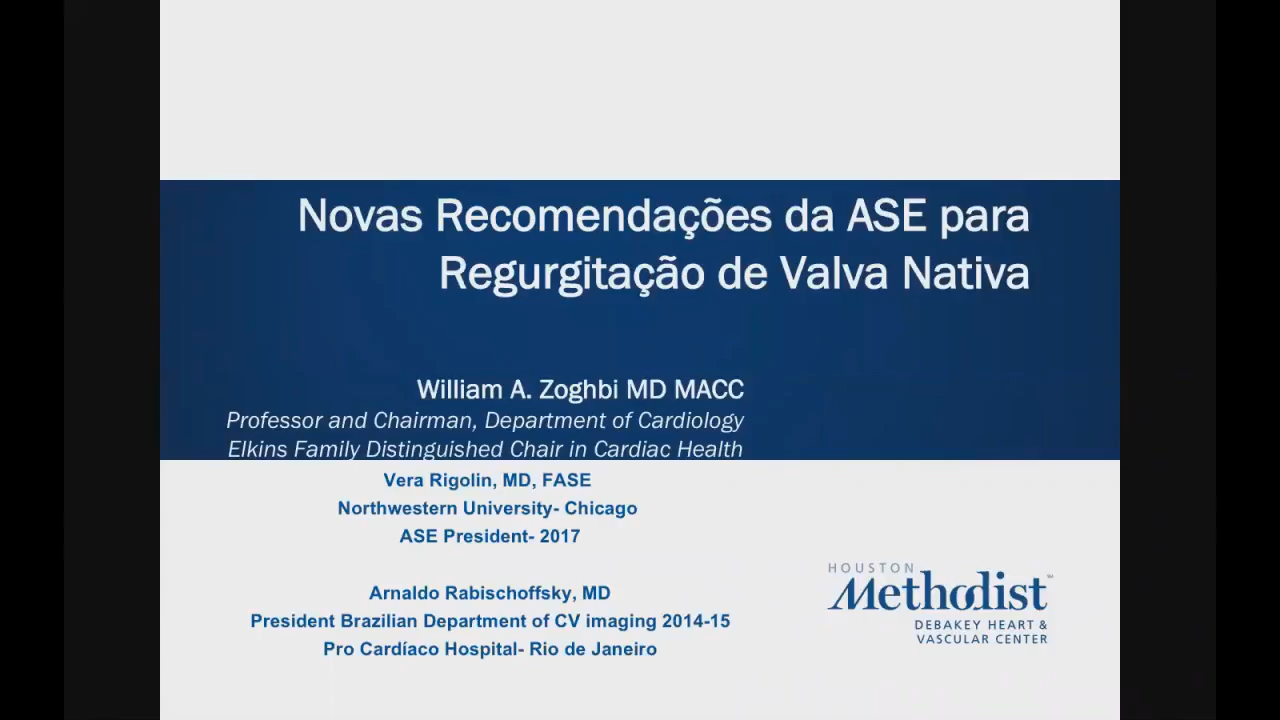 Novas Recomendações da ASE para
Regurgitação de Valva Nativa
William A. Zoghbi MD MACC
Professor and Chairman, Department of Cardiology
Elkins Family Distinguished Chair in Cardiac Health
Vera Rigolin, MD, FASE
Northwestern University- Chicago
ASE President- 2017
Arnaldo Rabischoffsky, MD
President Brazilian Department of CV imaging 2014-15
Pro Cardíaco Hospital- Rio de Janeiro
HOUSTON
Methodist™
DEBAKEY HEART &
VASCULAR CENTER